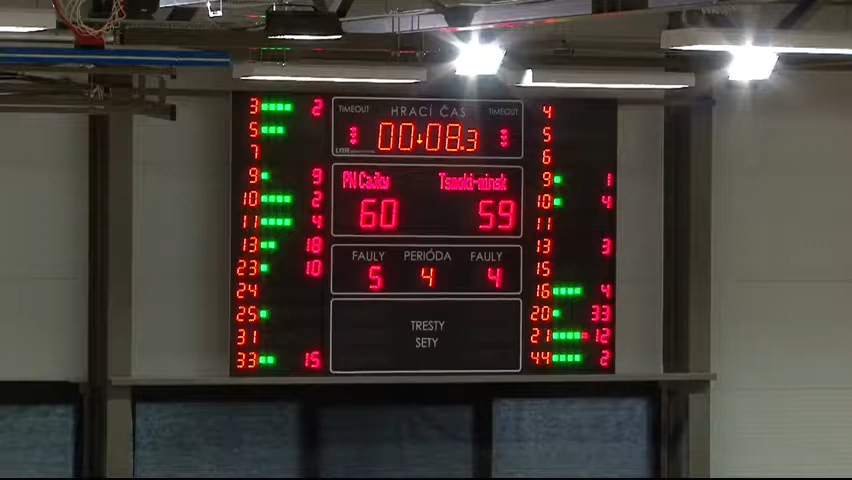 3 2 TIMEOUT HRACÍ ČAS TIMEOUT 4
5 00:08.3 5
7 6
PN Cajky Tsmoki-minsk
9 9 9 1
10 2 60 59 10 4
11 4 11
13 18 13 3
FAULY PERIÓDA FAULY
23 10 5 4 4 15
24 16 4
25 20 33
TRESTY
31 21 12
SETY
33 15 44 2